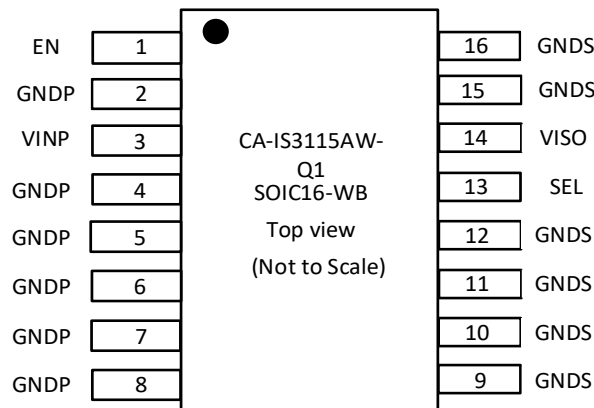 EN 1
GNDP 2
VINP 3
GNDP 4
GNDP 5
GNDP 6
GNDP 7
GNDP 8
CA-IS3115AW-
Q1
SOIC16-WB
Top view
(Not to Scale)
16 GNDS
15 GNDS
14 VISO
13 SEL
12 GNDS
11 GNDS
10 GNDS
9 GNDS